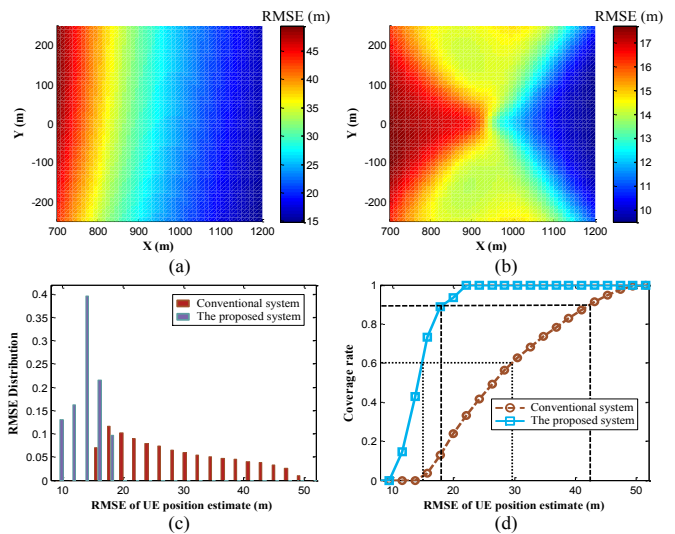 RMSE (m)
200
100
0
-100
-200
Y (m)
700 800 900 1000 1100 1200
X (m)
45
40
35
30
25
20
15
(a)
RMSE (m)
200
100
0
-100
-200
Y (m)
700 800 900 1000 1100 1200
X (m)
17
16
15
14
13
12
11
10
(b)
0.4
0.35
0.3
0.25
0.2
0.15
0.1
0.05
0
RMSE Distribution
Conventional system
The proposed system
10 20 30 40 50
RMSE of UE position estimate (m)
(c)
1
0.8
0.6
0.4
0.2
0
Coverage rate
Conventional system
The proposed system
10 20 30 40 50
RMSE of UE position estimate (m)
(d)